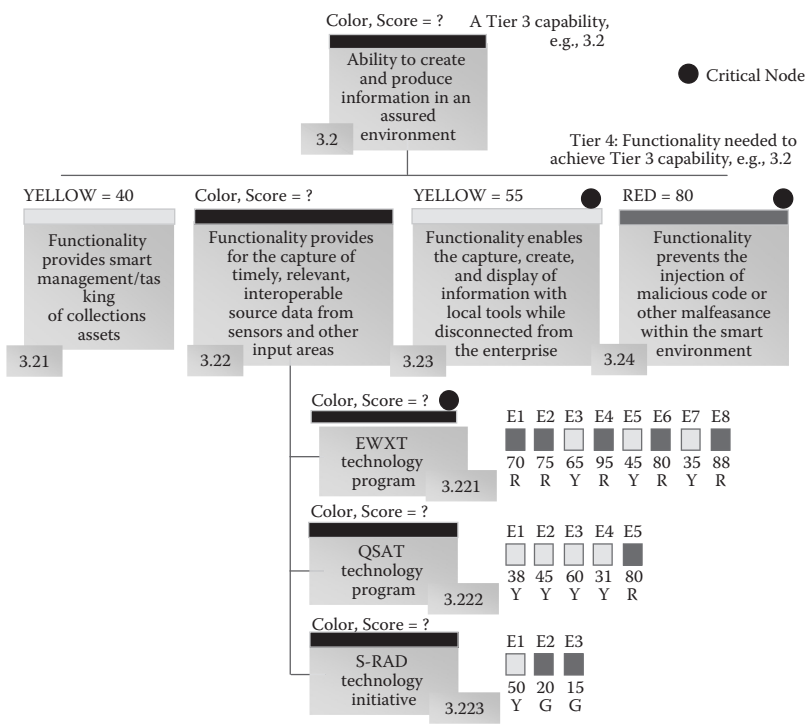 Color, Score = ?
A Tier 3 capability,
e.g., 3.2
Ability to create
and produce
information in an
assured
environment
3.2
Critical Node
Tier 4: Functionality needed to
achieve Tier 3 capability, e.g., 3.2
YELLOW = 40
Functionality
provides smart
management/tas
king
of collections
assets
3.21
Color, Score = ?
Functionality provides
for the capture of
timely, relevant,
interoperable
source data from
sensors and other
input areas
3.22
YELLOW = 55
Functionality enables
the capture, create,
and display of
information with
local tools while
disconnected from
the enterprise
3.23
RED = 80
Functionality
prevents the
injection of
malicious code or
other malfeasance
within the smart
environment
3.24
Color, Score = ?
EWXT
technology
program
3.221
E1 E2 E3 E4 E5 E6 E7 E8
70 75 65 95 45 80 35 88
R R Y R Y R Y R
Color, Score = ?
QSAT
technology
program
3.222
E1 E2 E3 E4 E5
38 45 60 31 80
Y Y Y Y R
Color, Score = ?
S-RAD
technology
initiative
3.223
E1 E2 E3
50 20 15
Y G G